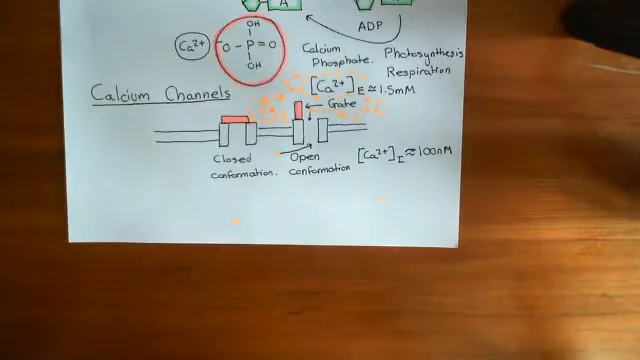 A
ADP
OH
Ca²⁺
⁻O – P = O
OH
Calcium
Phosphate.
Photosynthesis
Respiration
Calcium Channels
[Ca²⁺]E ≈ 1.5mM
Gate
Closed
conformation.
Open
conformation
[Ca²⁺]I ≈ 100nM